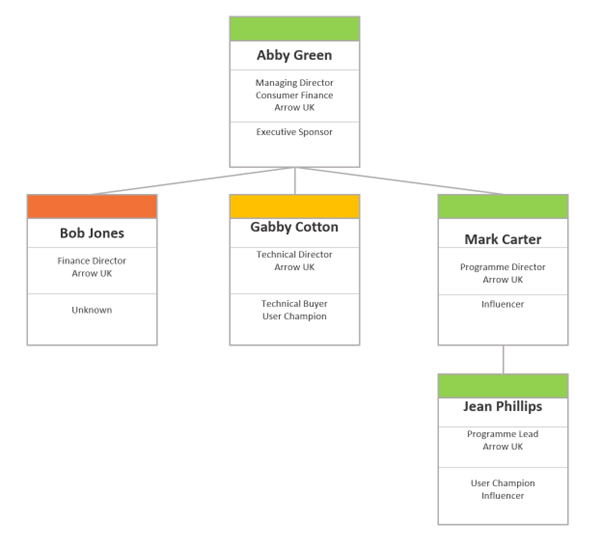 Abby Green
Managing Director
Consumer Finance
Arrow UK
Executive Sponsor
Bob Jones
Finance Director
Arrow UK
Unknown
Gabby Cotton
Technical Director
Arrow UK
Technical Buyer
User Champion
Mark Carter
Programme Director
Arrow UK
Influencer
Jean Phillips
Programme Lead
Arrow UK
User Champion
Influencer